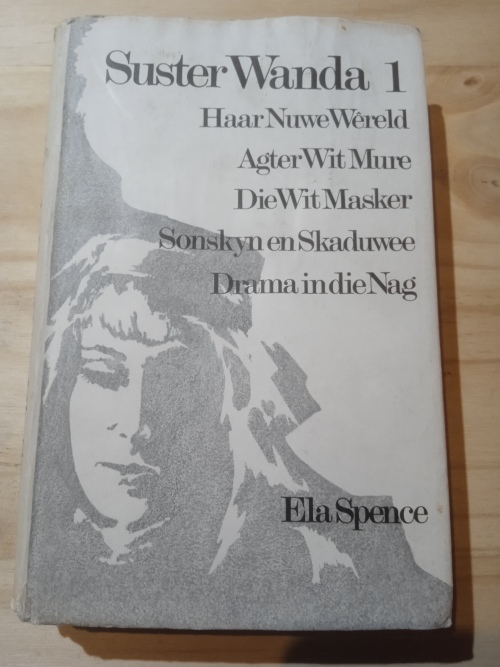 Suster Wanda 1
Haar Nuwe Wêreld
Agter Wit Mure
Die Wit Masker
Sonskyn en Skaduwee
Drama in die Nag
Ela Spence